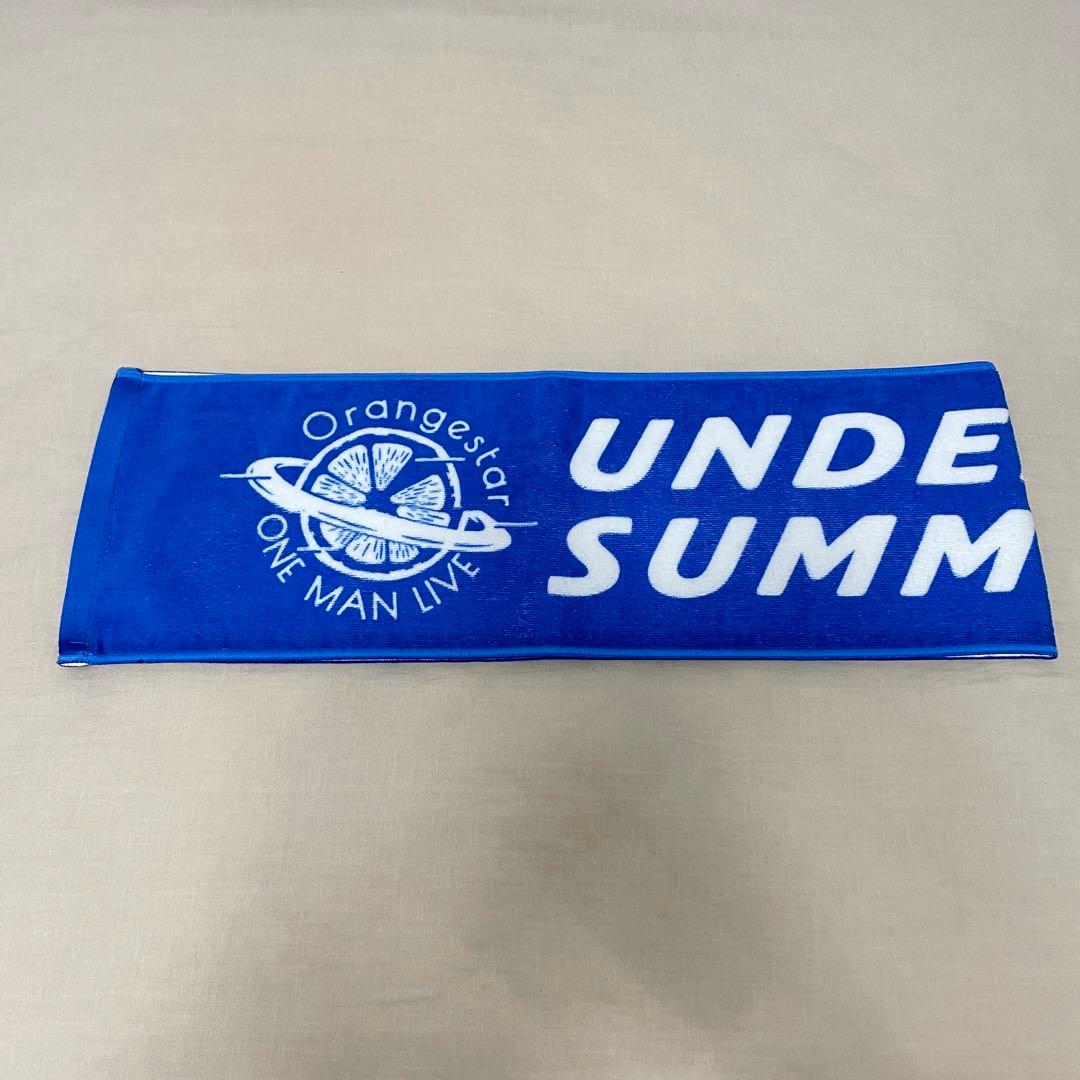 Orangestar
ONE MAN LIVE
UNDE
SUMM